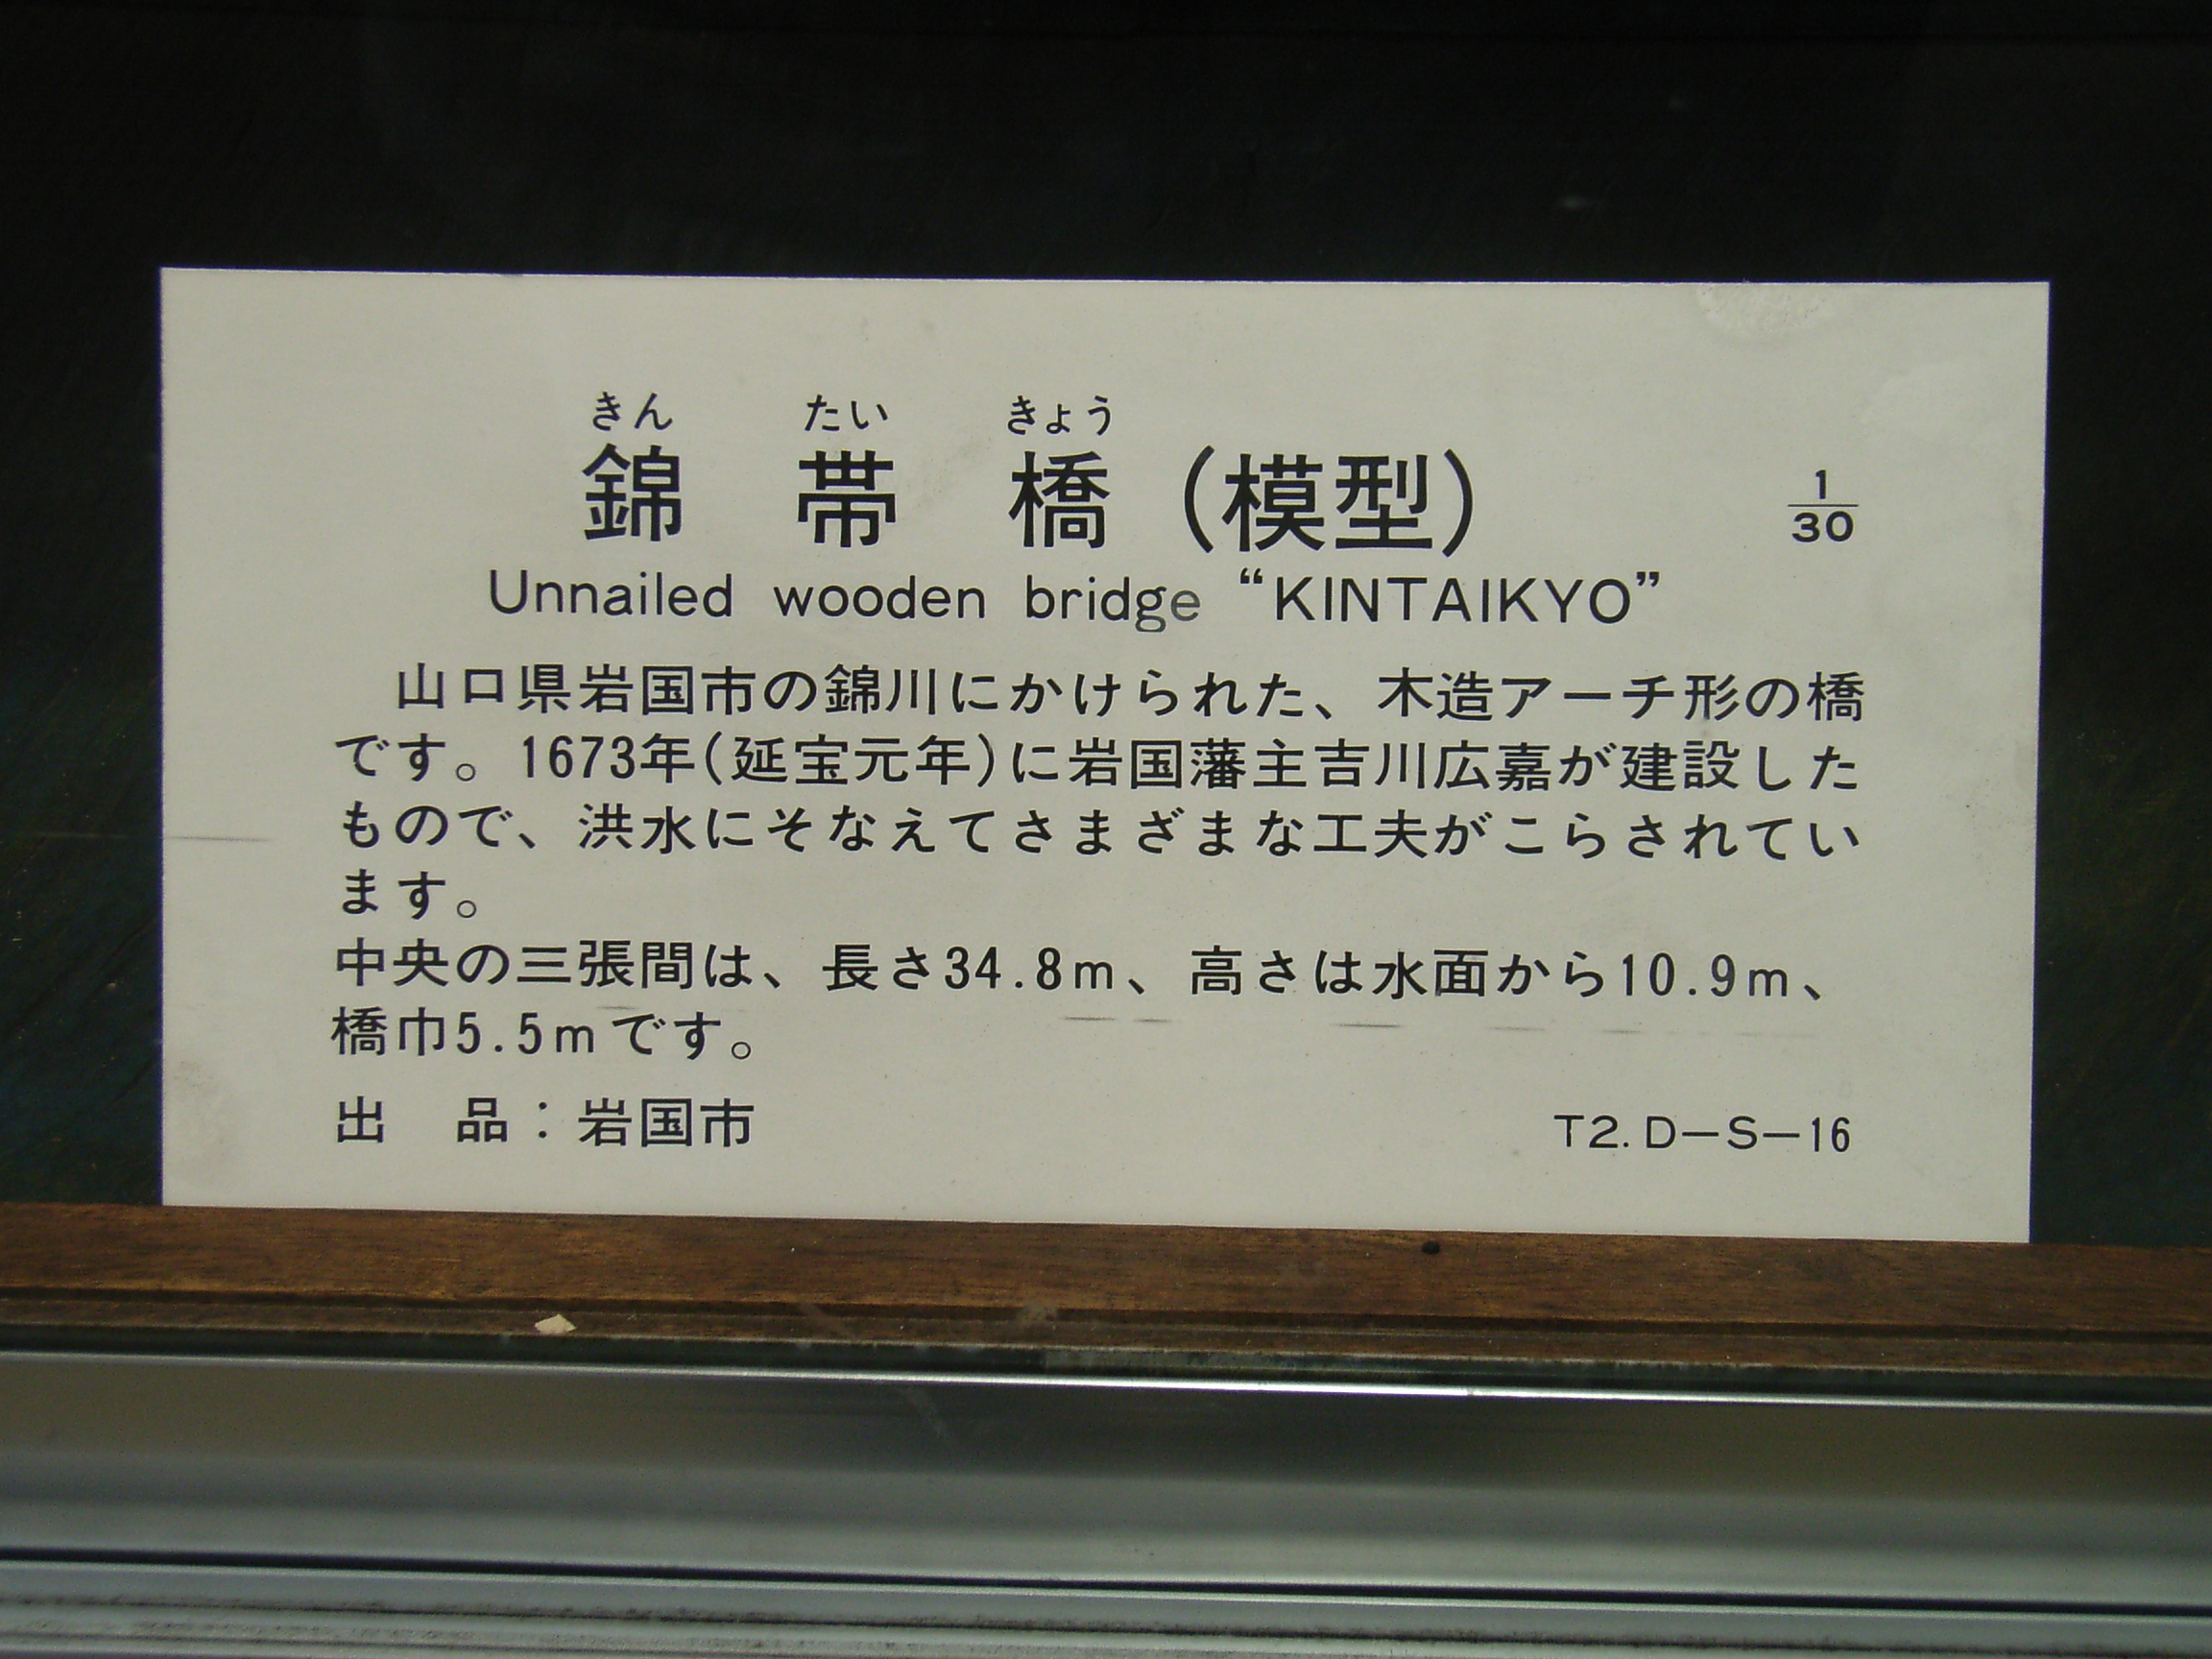 きん たい きょう
錦 帯 橋 (模型) 1/30
Unnailed wooden bridge “KINTAIKYO”
山口県岩国市の錦川にかけられた、木造アーチ形の橋
です。1673年(延宝元年)に岩国藩主吉川広嘉が建設した
もので、洪水にそなえてさまざまな工夫がこらされてい
ます。
中央の三張間は、長さ34.8m、高さは水面から10.9m、
橋巾5.5mです。
出 品：岩国市 T2. D−S−16